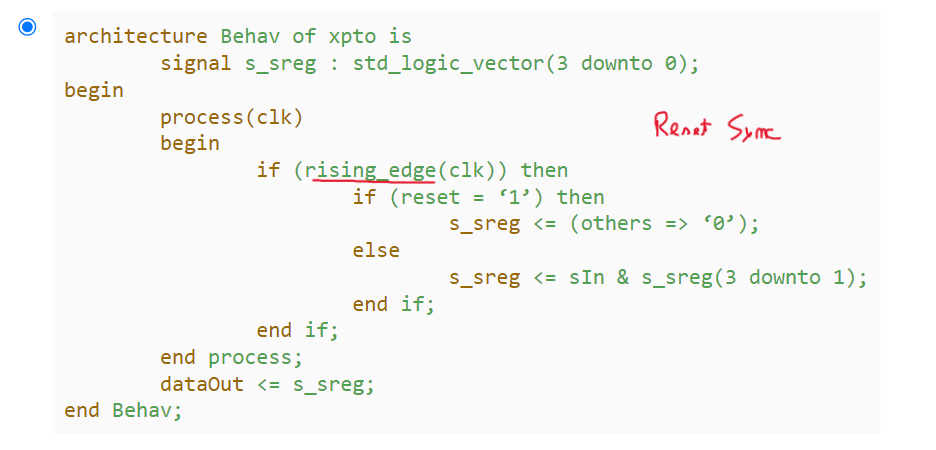 architecture Behav of xpto is
signal s_sreg : std_logic_vector(3 downto 0);
begin
process(clk)
Reset Sync
begin
if (rising_edge(clk)) then
if (reset = ‘1’) then
s_sreg <= (others => ‘0’);
else
s_sreg <= sIn & s_sreg(3 downto 1);
end if;
end if;
end process;
dataOut <= s_sreg;
end Behav;